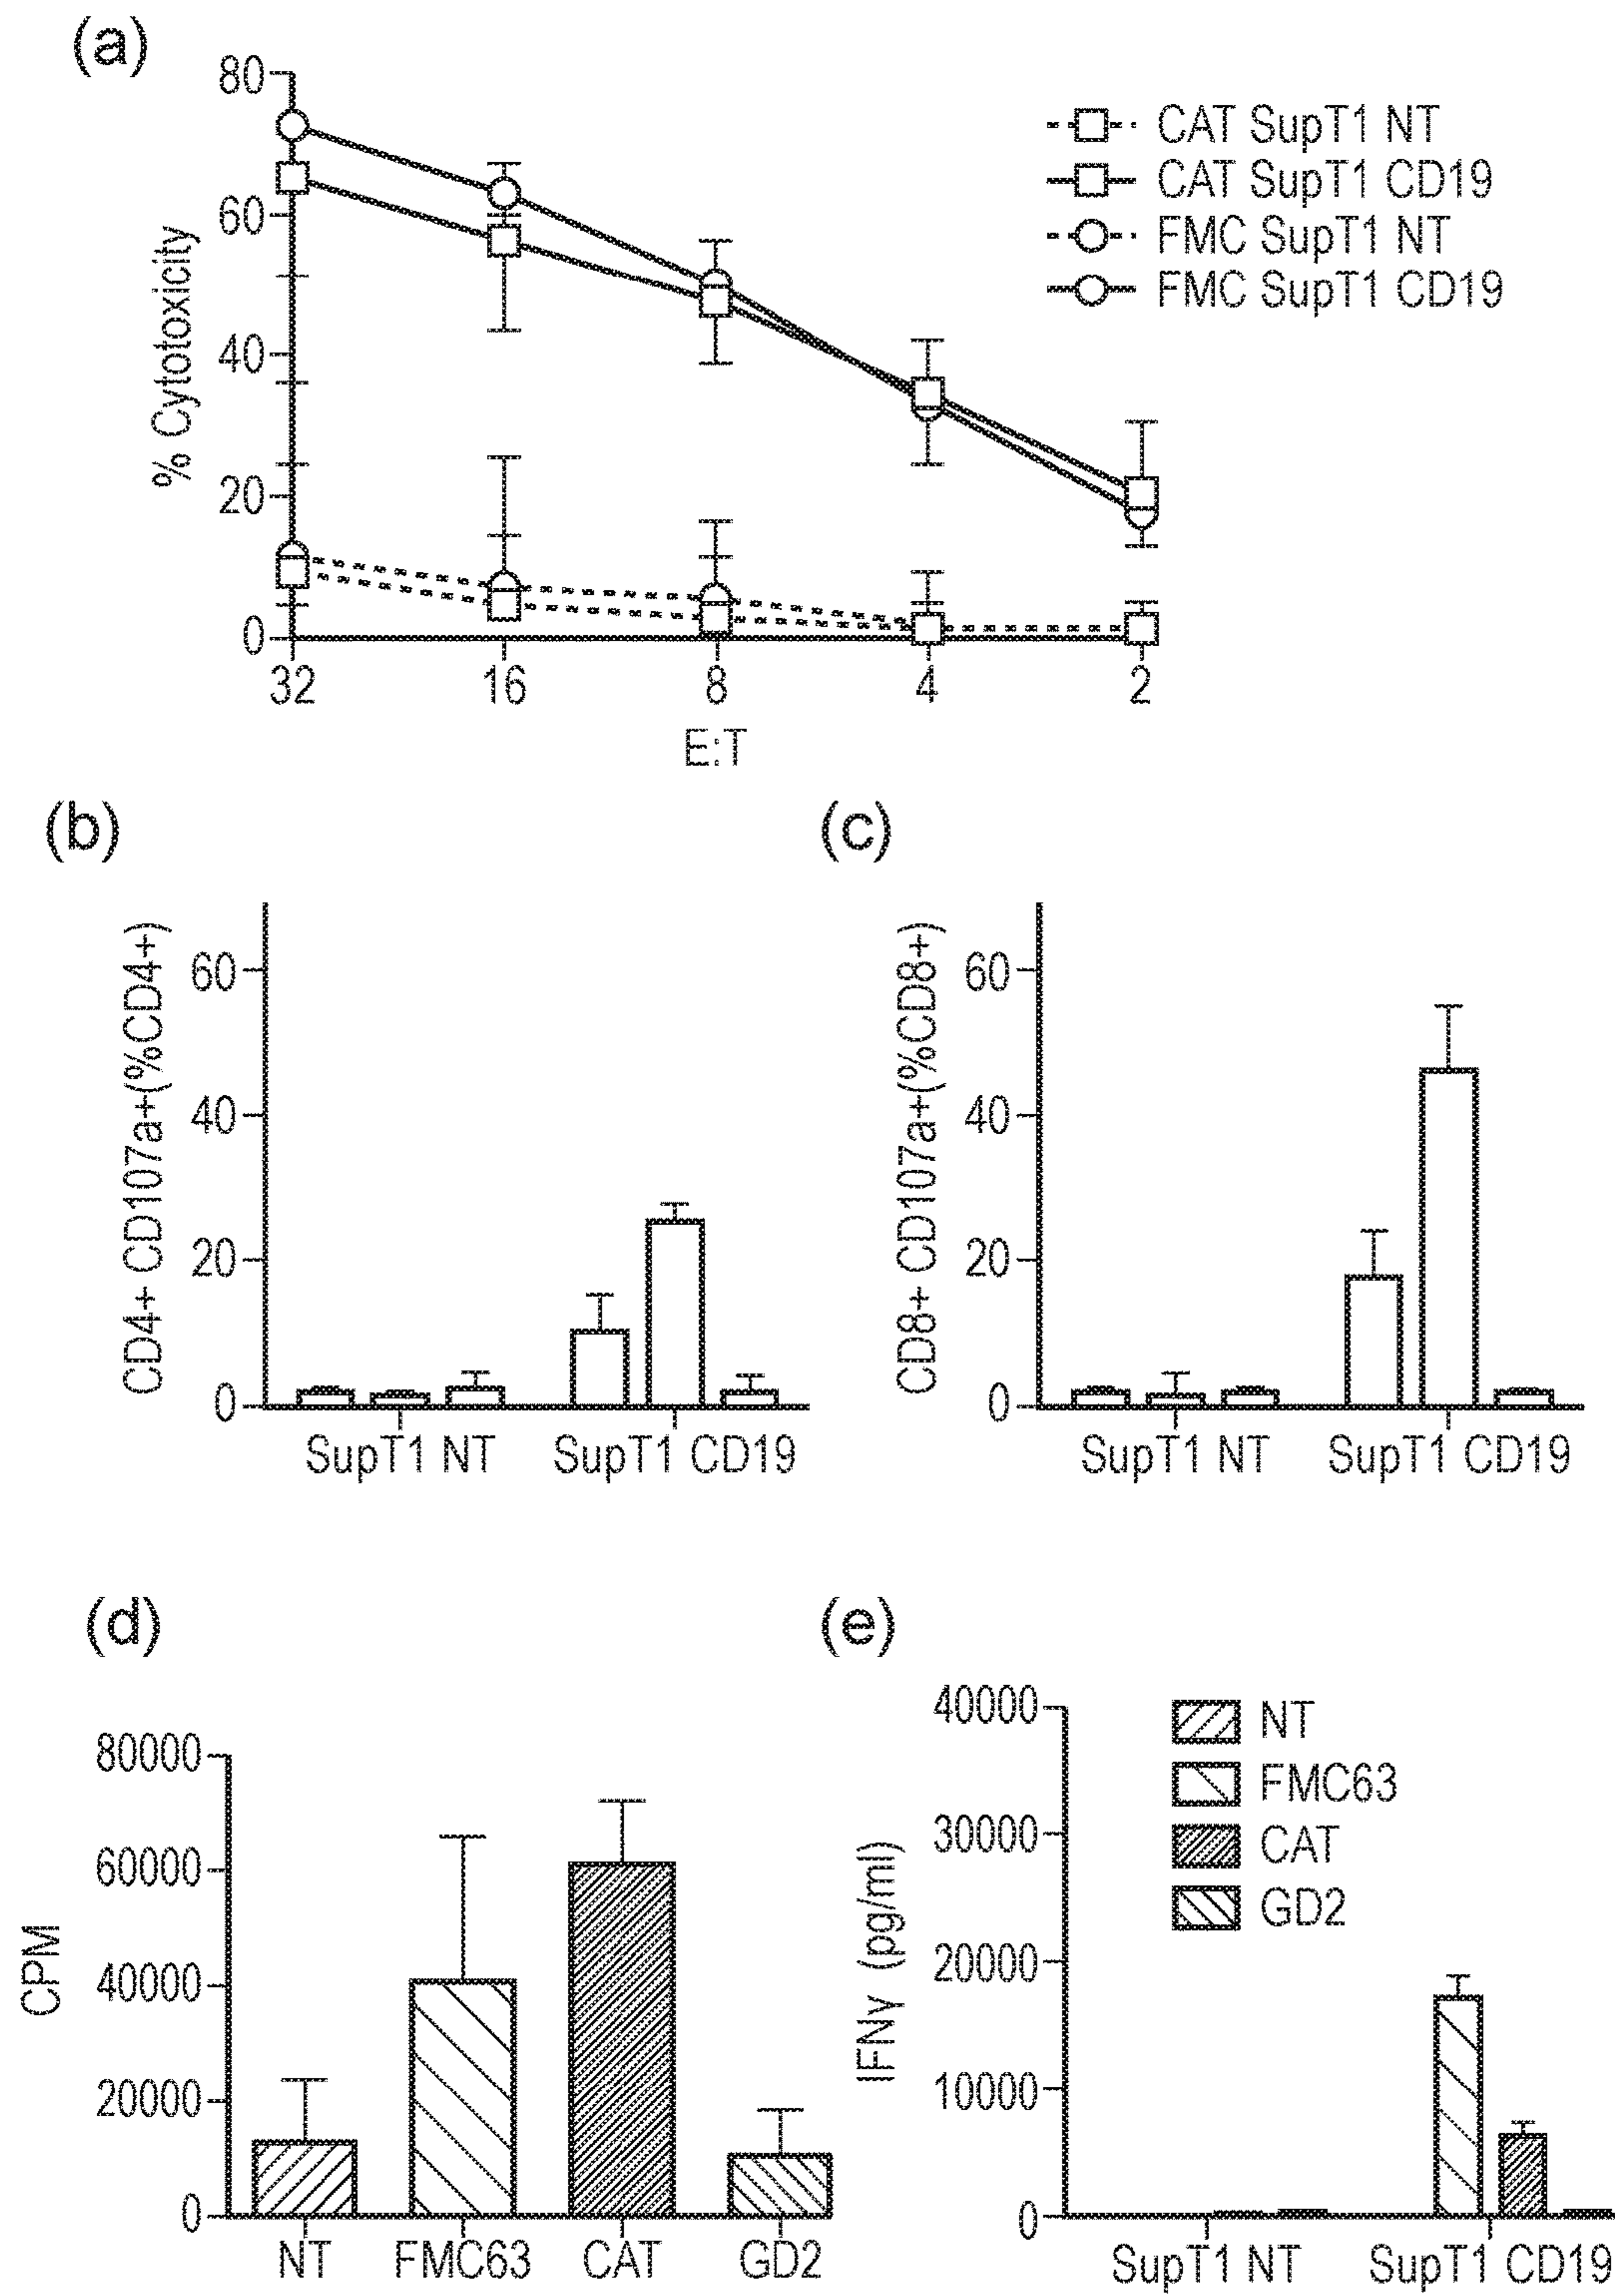 (a)
80
60
40
20
0
% Cytotoxicity
32 16 8 4 2
E:T
CAT SupT1 NT
CAT SupT1 CD19
FMC SupT1 NT
FMC SupT1 CD19
(b)
CD4+ CD107a+(%CD4+)
60
40
20
0
SupT1 NT SupT1 CD19
(c)
CD8+ CD107a+(%CD8+)
60
40
20
0
SupT1 NT SupT1 CD19
(d)
CPM
80000
60000
40000
20000
0
NT FMC63 CAT GD2
(e)
IFNγ (pg/ml)
40000
30000
20000
10000
0
NT
FMC63
CAT
GD2
SupT1 NT SupT1 CD19